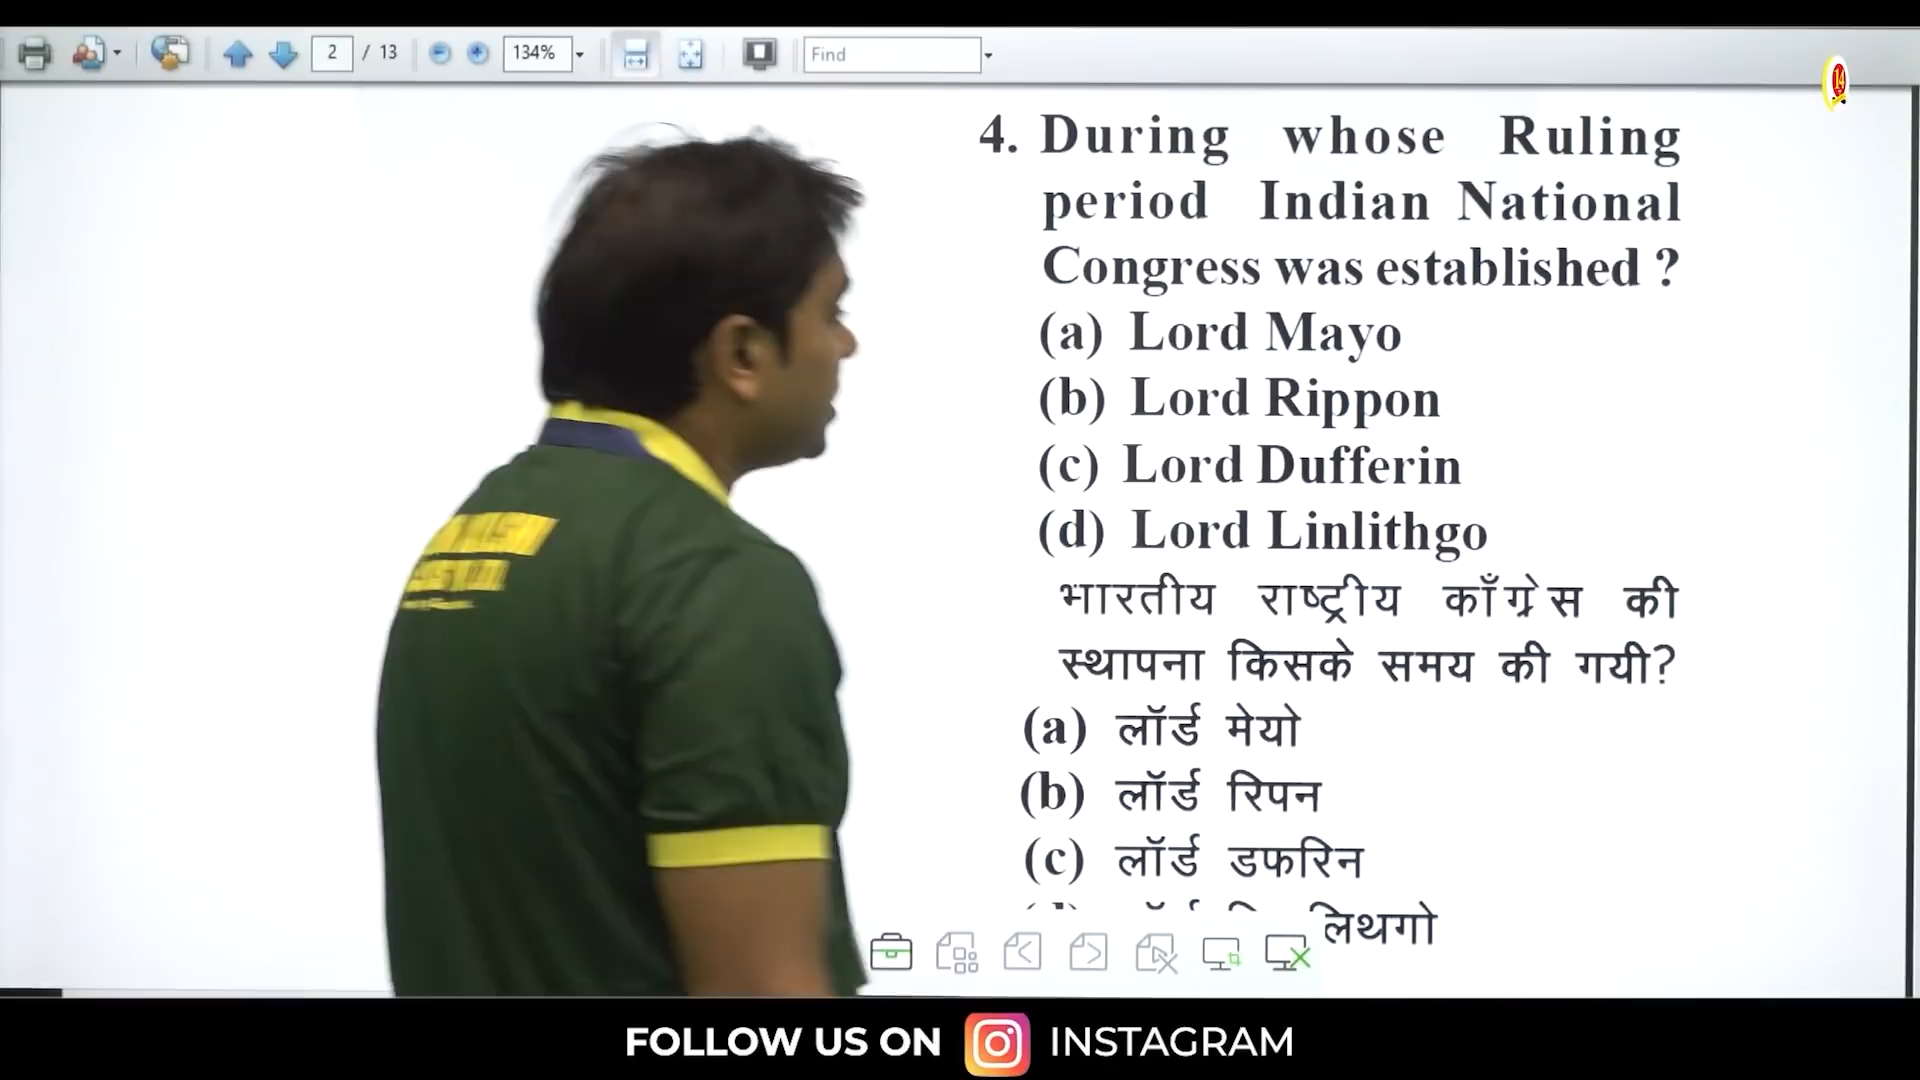 2 / 13 134% Find
14
4. During whose Ruling
period Indian National
Congress was established ?
(a) Lord Mayo
(b) Lord Rippon
(c) Lord Dufferin
(d) Lord Linlithgo
भारतीय राष्ट्रीय काँग्रेस की
स्थापना किसके समय की गयी?
(a) लॉर्ड मेयो
(b) लॉर्ड रिपन
(c) लॉर्ड डफरिन
लिथगो
FOLLOW US ON INSTAGRAM